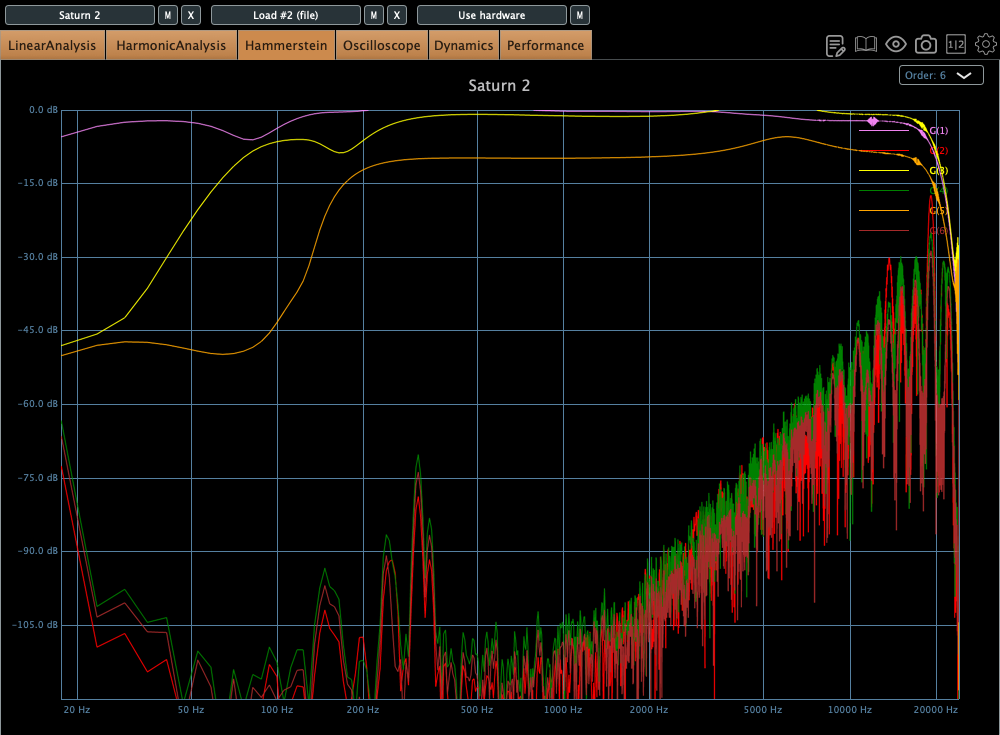 Saturn 2 M X Load #2 (file) M X Use hardware M
LinearAnalysis HarmonicAnalysis Hammerstein Oscilloscope Dynamics Performance 1|2
Order: 6
Saturn 2
0.0 dB
-15.0 dB
-30.0 dB
-45.0 dB
-60.0 dB
-75.0 dB
-90.0 dB
-105.0 dB
G(1)
G(2)
G(3)
G(4)
G(5)
G(6)
20 Hz 50 Hz 100 Hz 200 Hz 500 Hz 1000 Hz 2000 Hz 5000 Hz 10000 Hz 20000 Hz